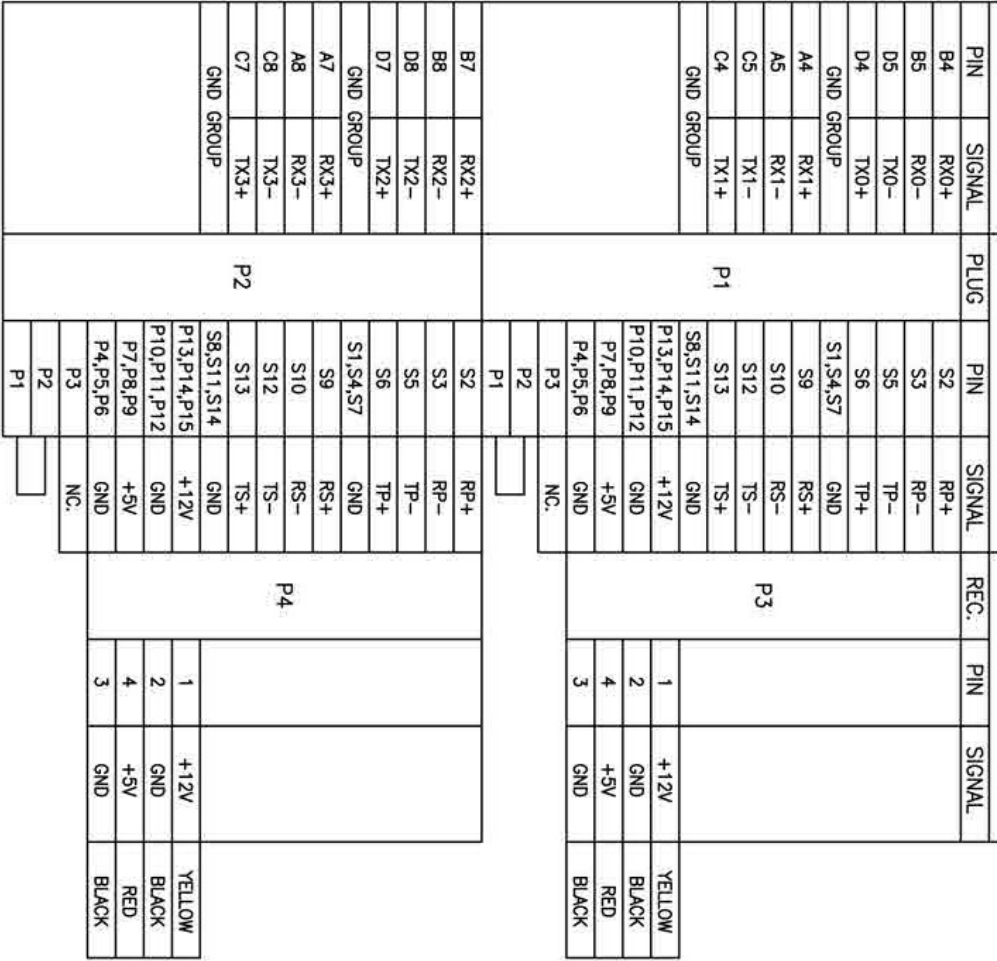 PIN SIGNAL PLUG PIN SIGNAL REC. PIN SIGNAL
B4 RX0+ P1 S2 RP+ P3
B5 RX0- S3 RP-
D5 TX0- S5 TP-
D4 TX0+ S6 TP+
GND GROUP S1,S4,S7 GND
A4 RX1+ S9 RS+
A5 RX1- S10 RS-
C5 TX1- S12 TS-
C4 TX1+ S13 TS+
GND GROUP S8,S11,S14 GND
P13,P14,P15 +12V 1 +12V YELLOW
P10,P11,P12 GND 2 GND BLACK
P7,P8,P9 +5V 4 +5V RED
P4,P5,P6 GND 3 GND BLACK
P3 NC.
P2
P1
B7 RX2+ P2 S2 RP+ P4
B8 RX2- S3 RP-
D8 TX2- S5 TP-
D7 TX2+ S6 TP+
GND GROUP S1,S4,S7 GND
A7 RX3+ S9 RS+
A8 RX3- S10 RS-
C8 TX3- S12 TS-
C7 TX3+ S13 TS+
GND GROUP S8,S11,S14 GND
P13,P14,P15 +12V 1 +12V YELLOW
P10,P11,P12 GND 2 GND BLACK
P7,P8,P9 +5V 4 +5V RED
P4,P5,P6 GND 3 GND BLACK
P3 NC.
P2
P1